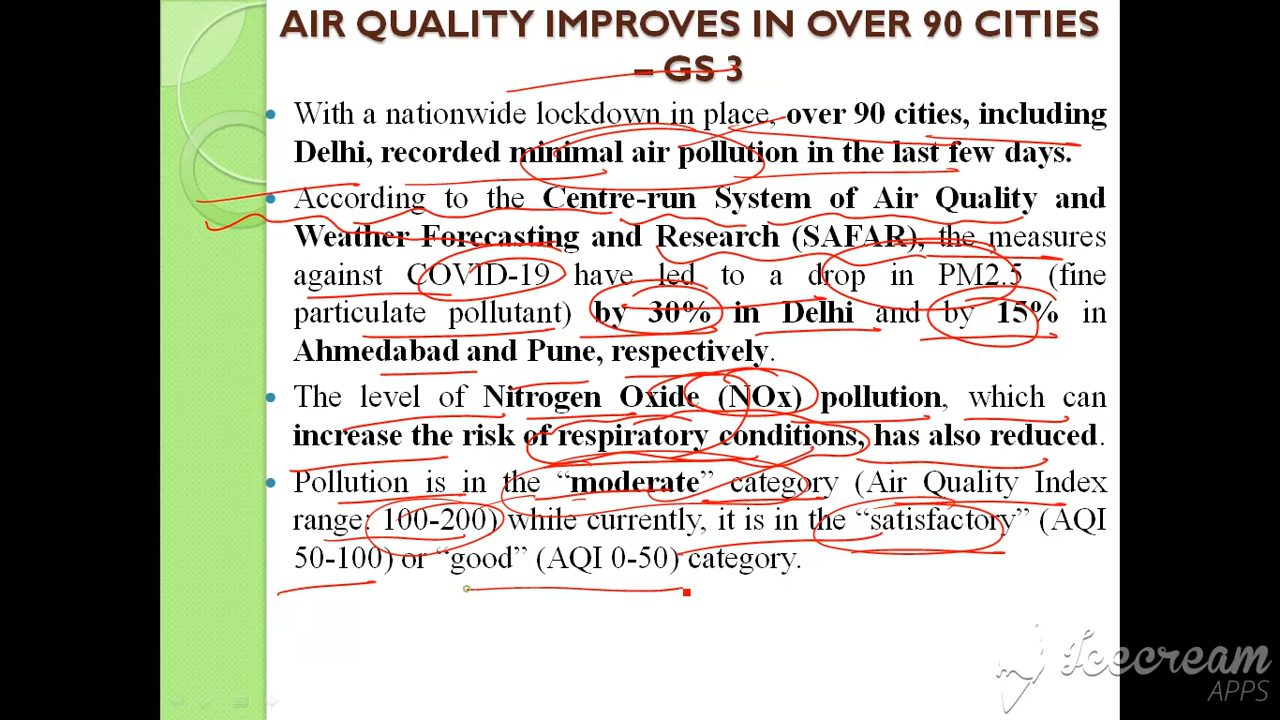 AIR QUALITY IMPROVES IN OVER 90 CITIES
– GS 3
• With a nationwide lockdown in place, over 90 cities, including
Delhi, recorded minimal air pollution in the last few days.
• According to the Centre-run System of Air Quality and
Weather Forecasting and Research (SAFAR), the measures
against COVID-19 have led to a drop in PM2.5 (fine
particulate pollutant) by 30% in Delhi and by 15% in
Ahmedabad and Pune, respectively.
• The level of Nitrogen Oxide (NOx) pollution, which can
increase the risk of respiratory conditions, has also reduced.
• Pollution is in the “moderate” category (Air Quality Index
range: 100-200) while currently, it is in the “satisfactory” (AQI
50-100) or “good” (AQI 0-50) category.
Icecream
APPS